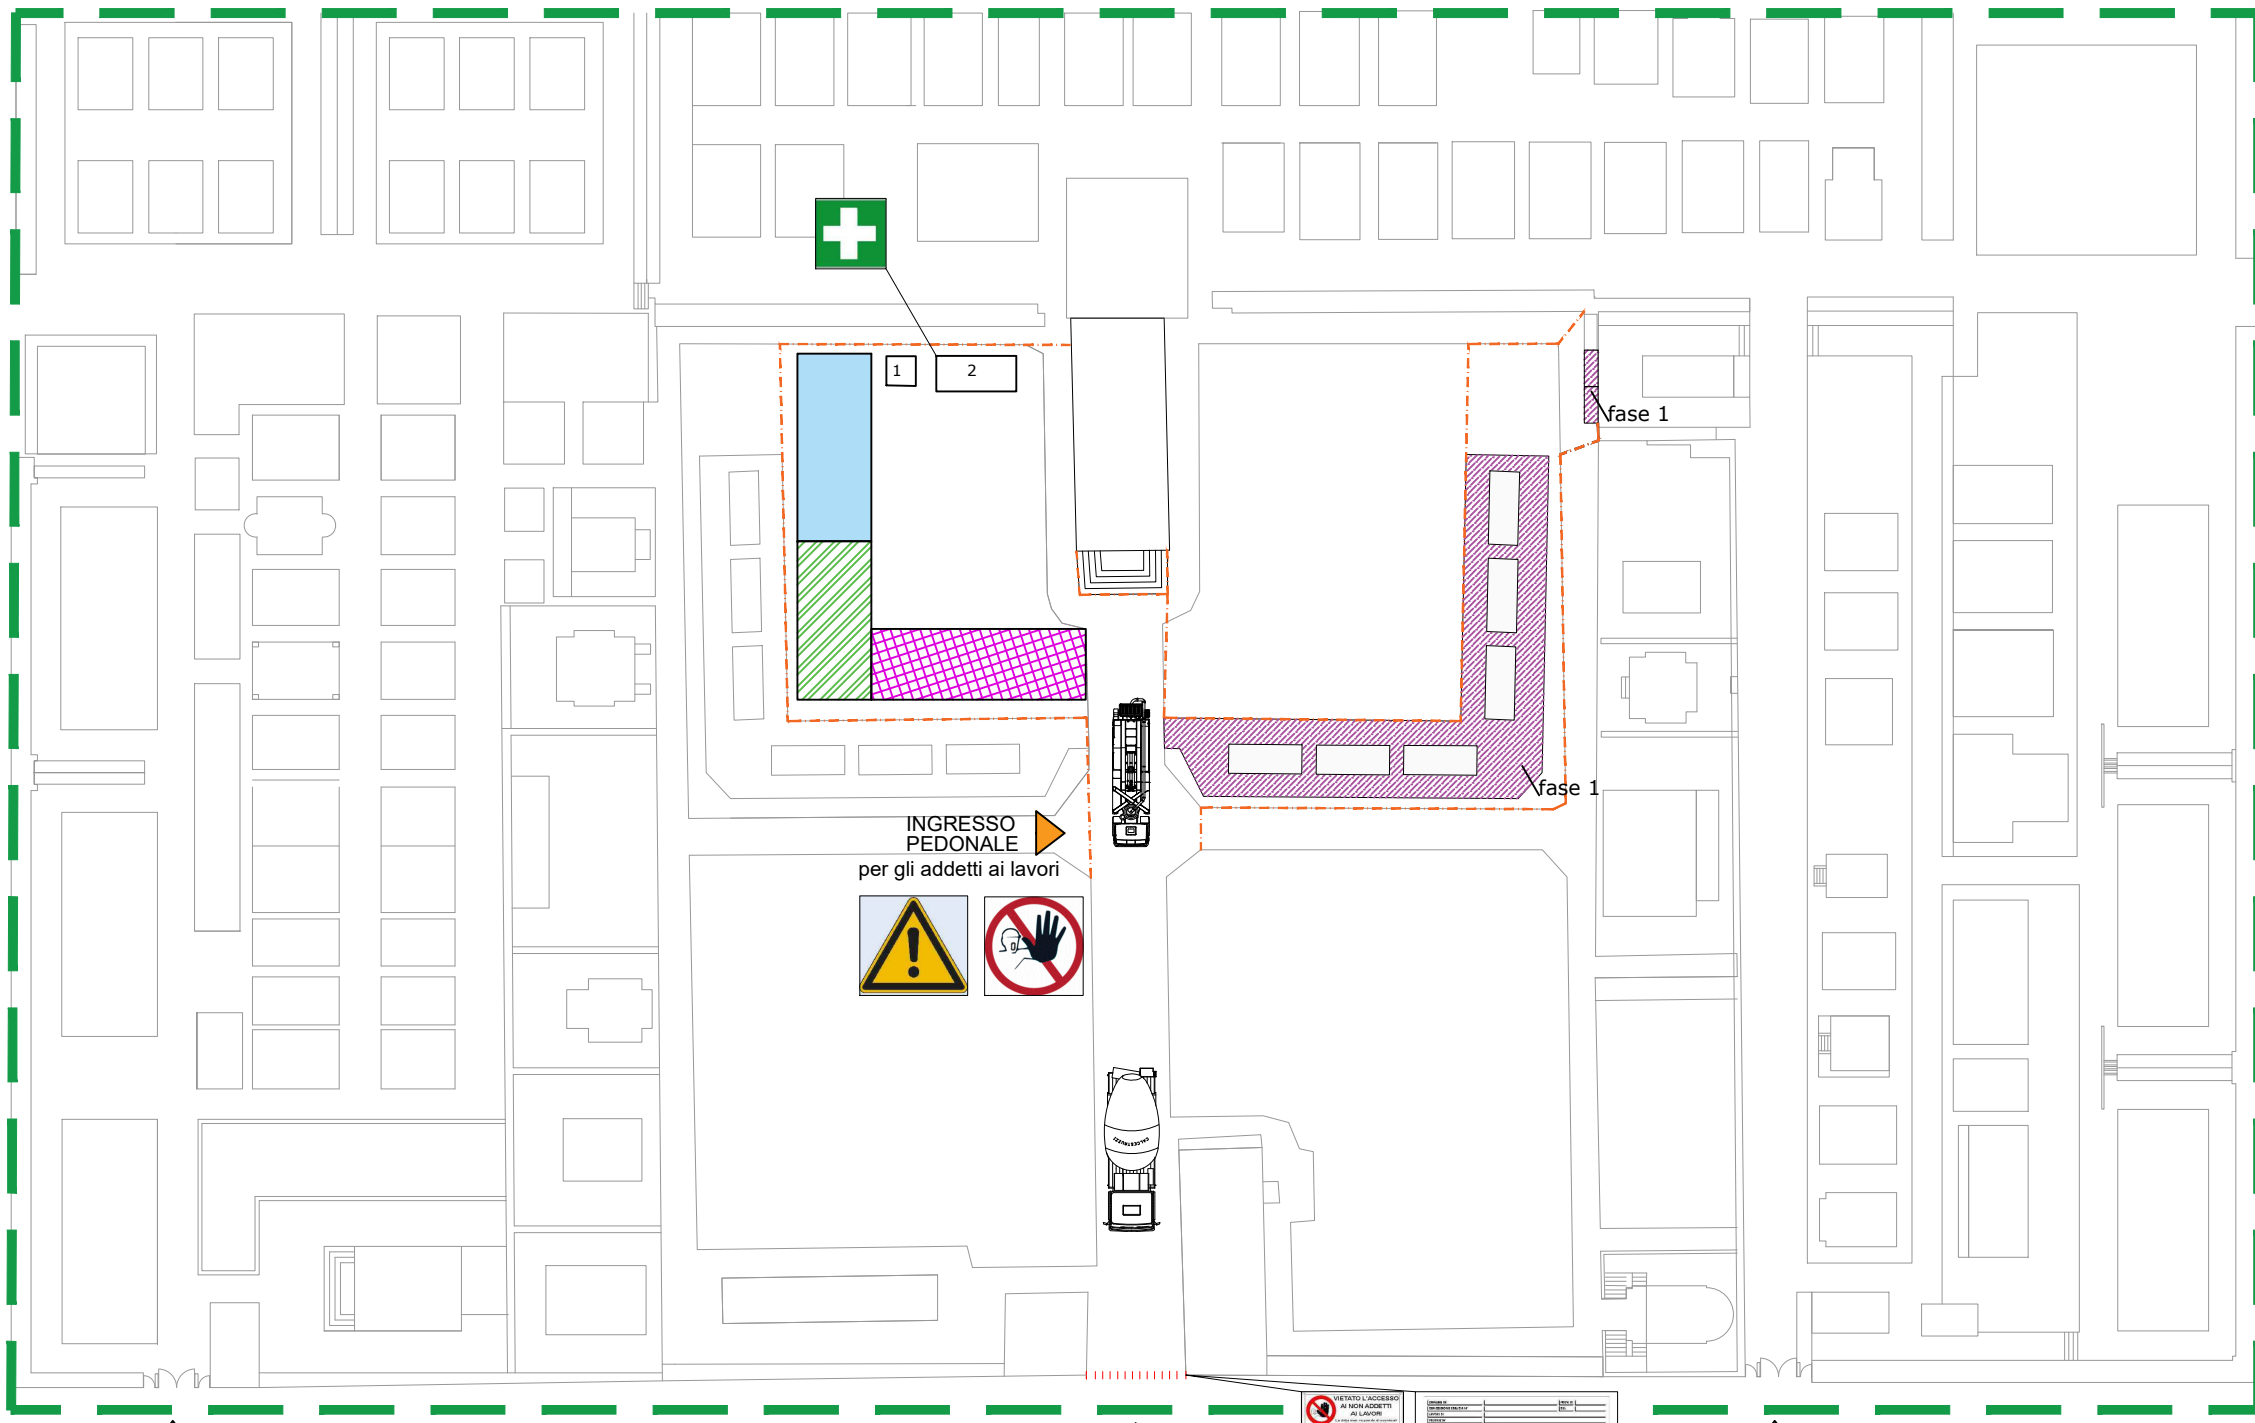 1
2
fase 1
fase 1
INGRESSO
PEDONALE
per gli addetti ai lavori
CALCESTRUZZI
VIETATO L'ACCESSO
AI NON ADDETTI
AI LAVORI